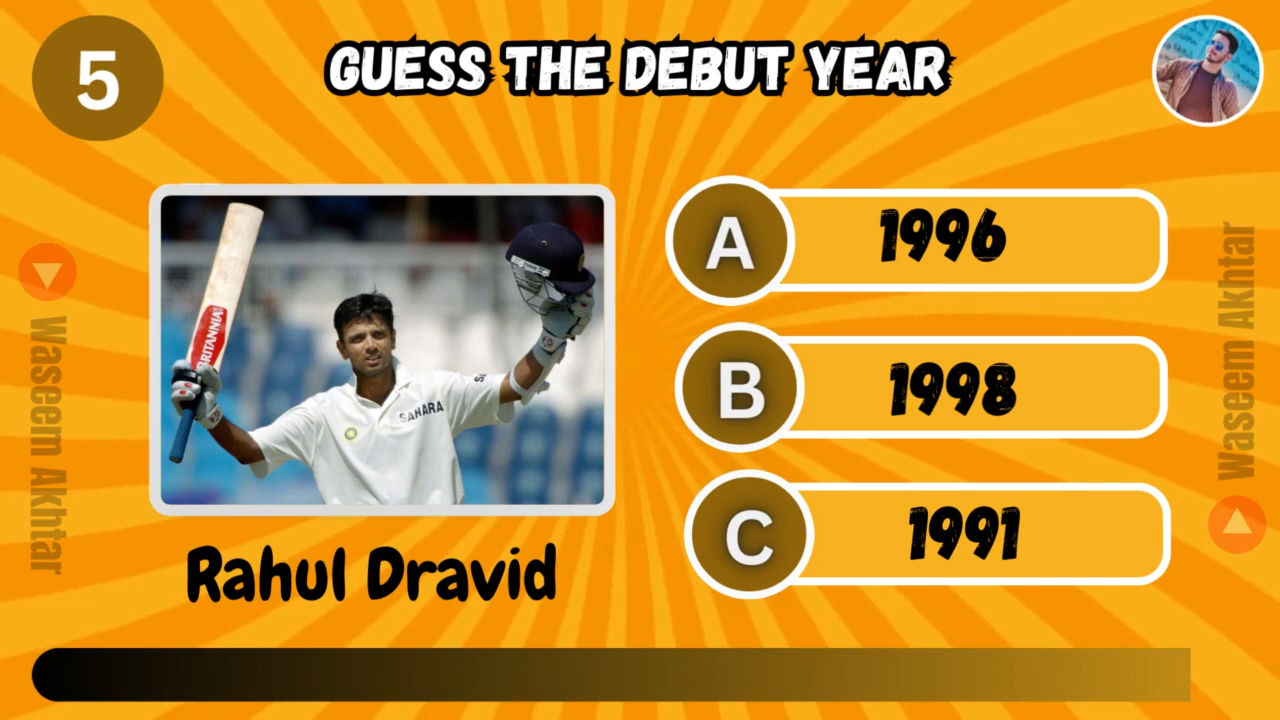 5
GUESS THE DEBUT YEAR
BRITANNIA
SAHARA
Rahul Dravid
A
1996
B
1998
C
1991
Waseem Akhtar
Waseem Akhtar